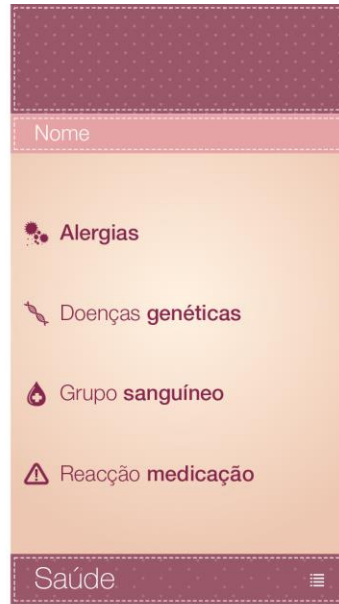 Nome
Alergias
Doenças genéticas
Grupo sanguíneo
Reacção medicação
Saúde